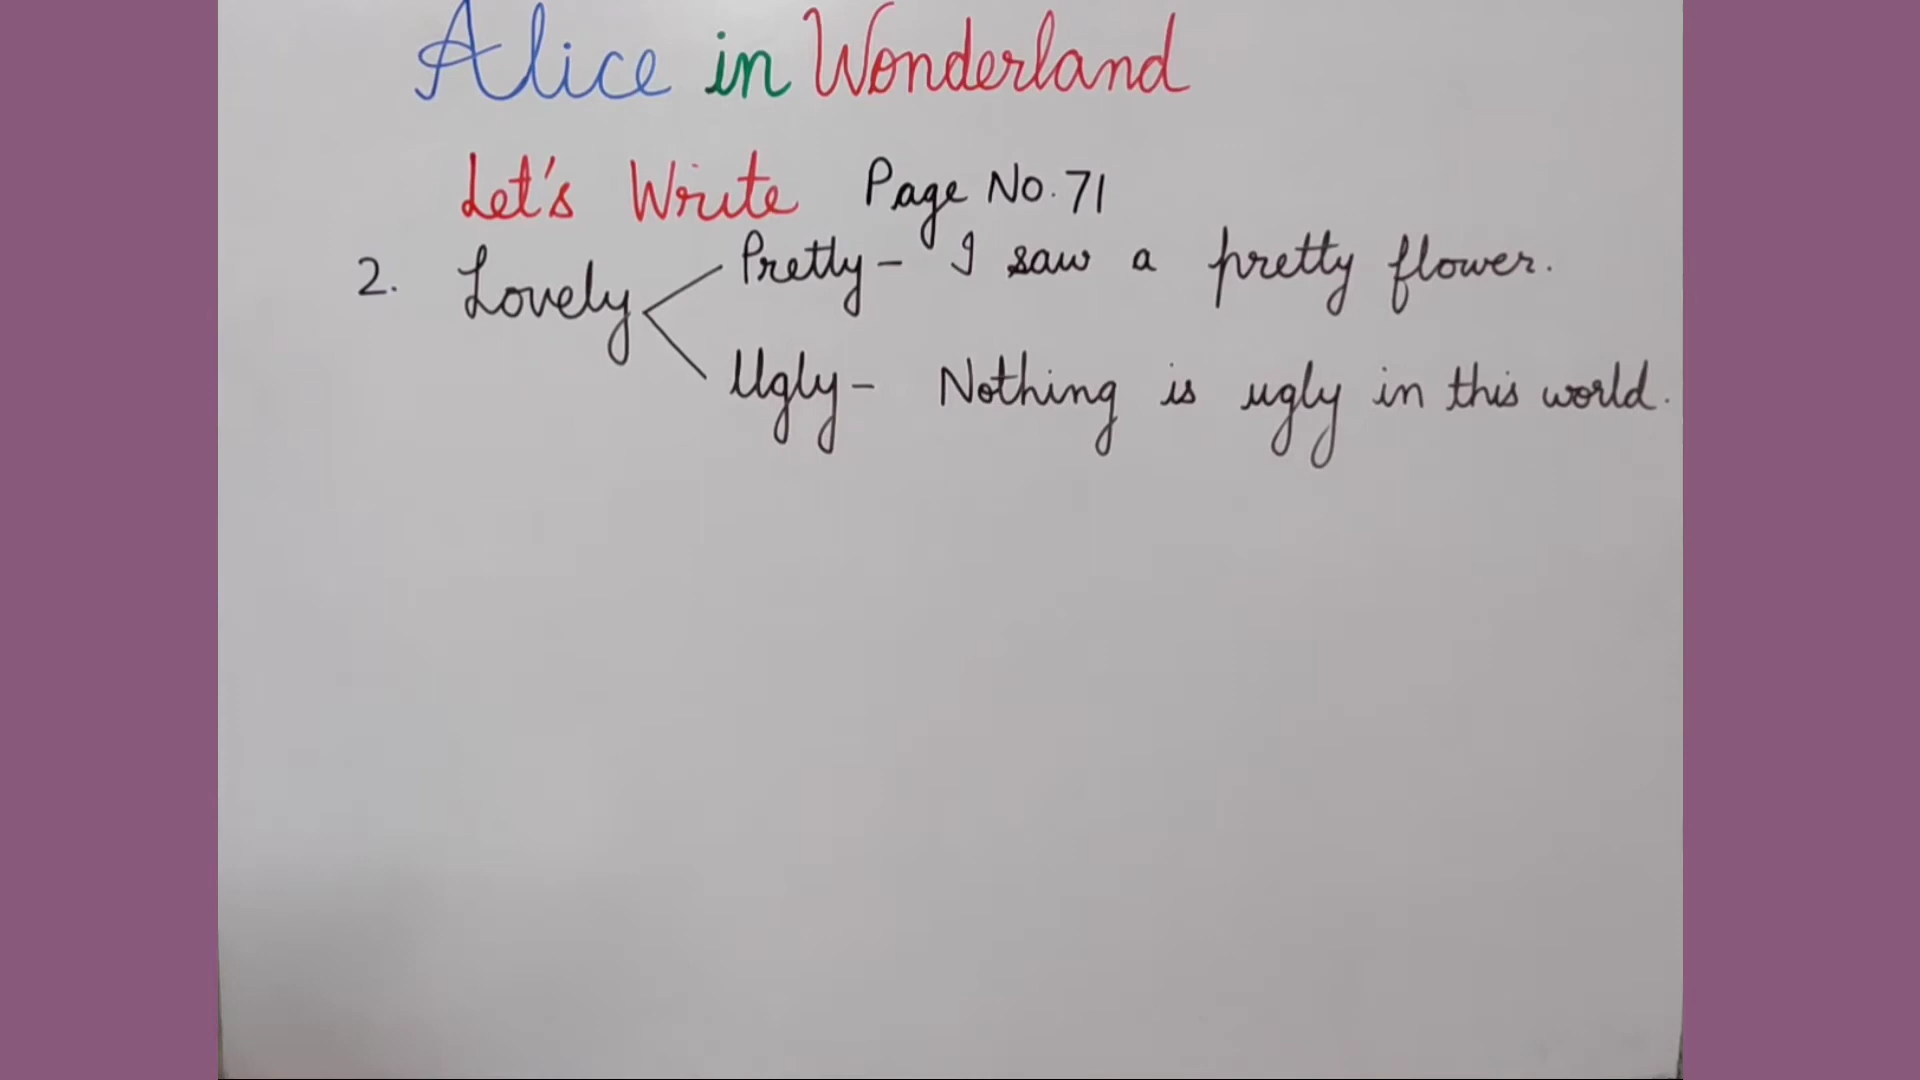 Alice in Wonderland
Let's Write Page No. 71
2. Lovely Pretty - I saw a pretty flower.
Ugly - Nothing is ugly in this world.